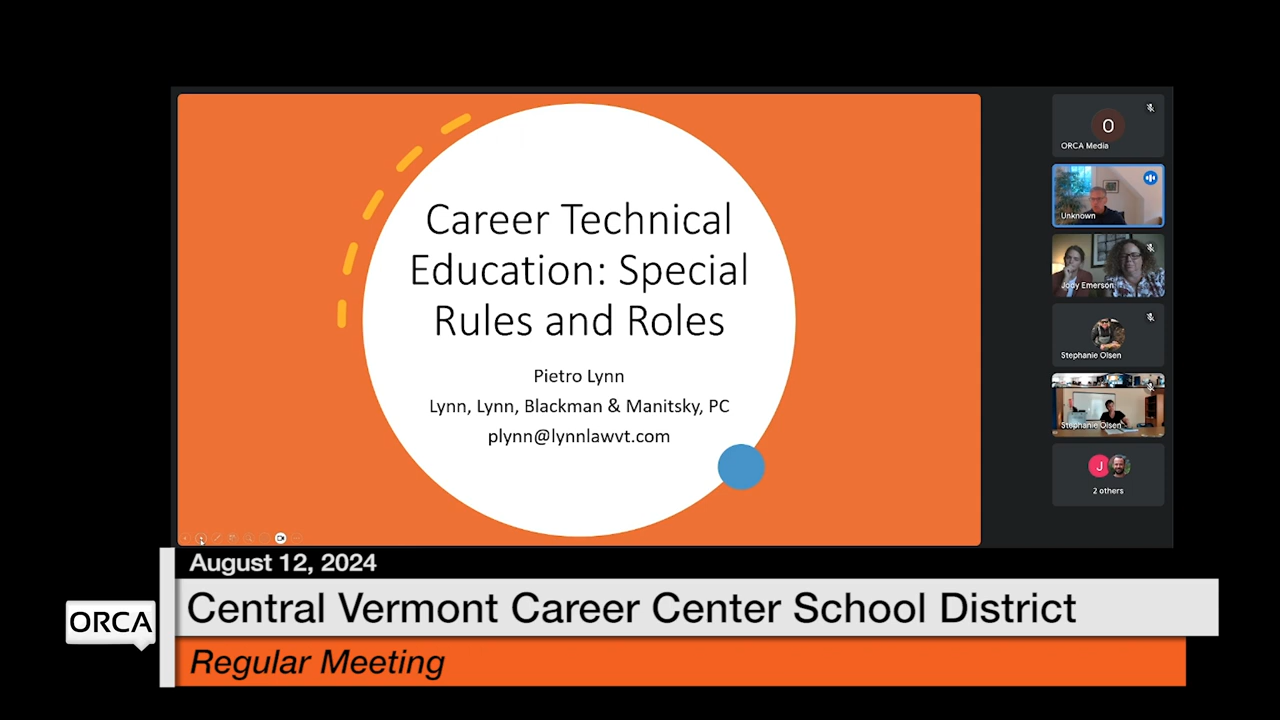 Career Technical
Education: Special
Rules and Roles
Pietro Lynn
Lynn, Lynn, Blackman & Manitsky, PC
plynn@lynnlawvt.com
O
ORCA Media
Unknown
Jody Emerson
Stephanie Olsen
Stephanie Olsen
J
2 others
August 12, 2024
ORCA
Central Vermont Career Center School District
Regular Meeting